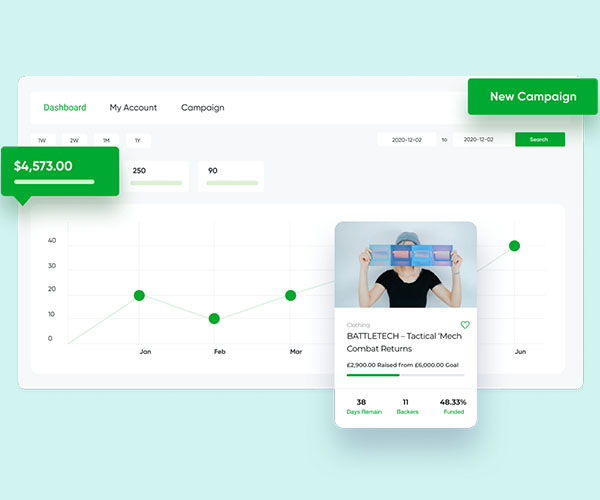 New Campaign
Dashboard My Account Campaign
1W 2W 1M 1Y 2020-12-02 to 2020-12-02 Search
$4,573.00 250 90
40
30
20
10
0
Jan Feb Mar Jun
Clothing
BATTLETECH – Tactical 'Mech
Combat Returns
£2,900.00 Raised from £6,000.00 Goal
38 11 48.33%
Days Remain Backers Funded